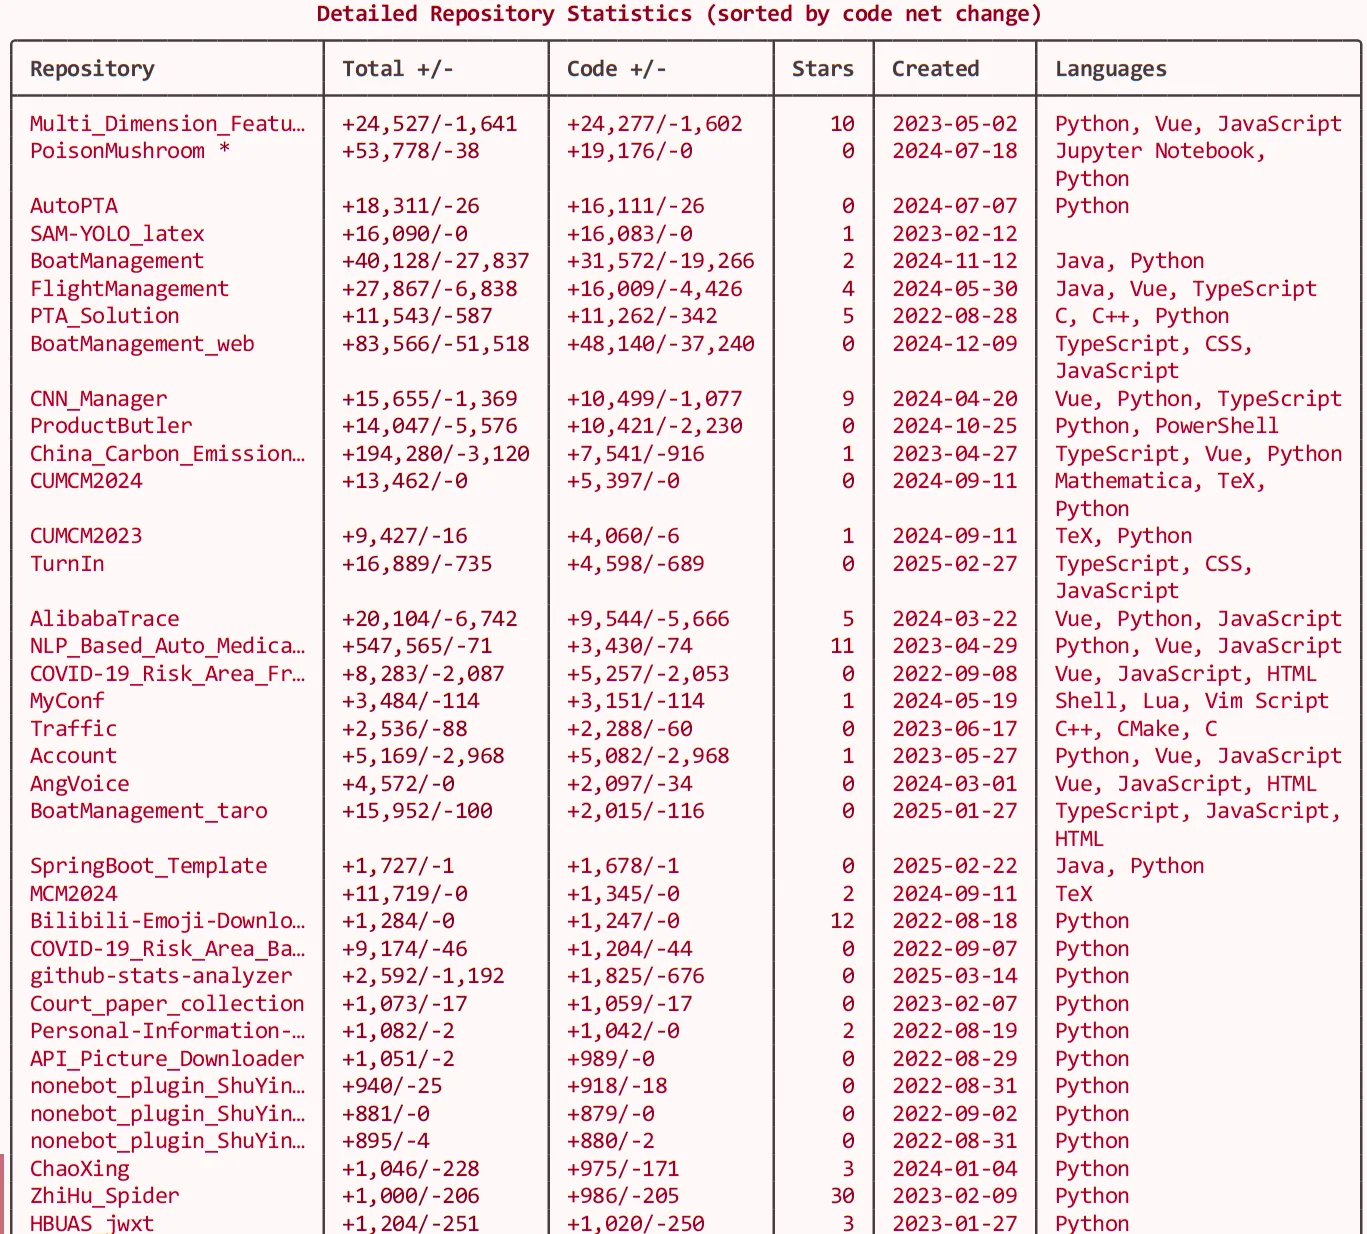 Detailed Repository Statistics (sorted by code net change)
Repository Total +/- Code +/- Stars Created Languages
Multi_Dimension_Featu… +24,527/-1,641 +24,277/-1,602 10 2023-05-02 Python, Vue, JavaScript
PoisonMushroom * +53,778/-38 +19,176/-0 0 2024-07-18 Jupyter Notebook,
Python
AutoPTA +18,311/-26 +16,111/-26 0 2024-07-07 Python
SAM-YOLO_latex +16,090/-0 +16,083/-0 1 2023-02-12
BoatManagement +40,128/-27,837 +31,572/-19,266 2 2024-11-12 Java, Python
FlightManagement +27,867/-6,838 +16,009/-4,426 4 2024-05-30 Java, Vue, TypeScript
PTA_Solution +11,543/-587 +11,262/-342 5 2022-08-28 C, C++, Python
BoatManagement_web +83,566/-51,518 +48,140/-37,240 0 2024-12-09 TypeScript, CSS,
JavaScript
CNN_Manager +15,655/-1,369 +10,499/-1,077 9 2024-04-20 Vue, Python, TypeScript
ProductButler +14,047/-5,576 +10,421/-2,230 0 2024-10-25 Python, PowerShell
China_Carbon_Emission… +194,280/-3,120 +7,541/-916 1 2023-04-27 TypeScript, Vue, Python
CUMCM2024 +13,462/-0 +5,397/-0 0 2024-09-11 Mathematica, TeX,
Python
CUMCM2023 +9,427/-16 +4,060/-6 1 2024-09-11 TeX, Python
TurnIn +16,889/-735 +4,598/-689 0 2025-02-27 TypeScript, CSS,
JavaScript
AlibabaTrace +20,104/-6,742 +9,544/-5,666 5 2024-03-22 Vue, Python, JavaScript
NLP_Based_Auto_Medica… +547,565/-71 +3,430/-74 11 2023-04-29 Python, Vue, JavaScript
COVID-19_Risk_Area_Fr… +8,283/-2,087 +5,257/-2,053 0 2022-09-08 Vue, JavaScript, HTML
MyConf +3,484/-114 +3,151/-114 1 2024-05-19 Shell, Lua, Vim Script
Traffic +2,536/-88 +2,288/-60 0 2023-06-17 C++, CMake, C
Account +5,169/-2,968 +5,082/-2,968 1 2023-05-27 Python, Vue, JavaScript
AngVoice +4,572/-0 +2,097/-34 0 2024-03-01 Vue, JavaScript, HTML
BoatManagement_taro +15,952/-100 +2,015/-116 0 2025-01-27 TypeScript, JavaScript,
HTML
SpringBoot_Template +1,727/-1 +1,678/-1 0 2025-02-22 Java, Python
MCM2024 +11,719/-0 +1,345/-0 2 2024-09-11 TeX
Bilibili-Emoji-Downlo… +1,284/-0 +1,247/-0 12 2022-08-18 Python
COVID-19_Risk_Area_Ba… +9,174/-46 +1,204/-44 0 2022-09-07 Python
github-stats-analyzer +2,592/-1,192 +1,825/-676 0 2025-03-14 Python
Court_paper_collection +1,073/-17 +1,059/-17 0 2023-02-07 Python
Personal-Information-… +1,082/-2 +1,042/-0 2 2022-08-19 Python
API_Picture_Downloader +1,051/-2 +989/-0 0 2022-08-29 Python
nonebot_plugin_ShuYin… +940/-25 +918/-18 0 2022-08-31 Python
nonebot_plugin_ShuYin… +881/-0 +879/-0 0 2022-09-02 Python
nonebot_plugin_ShuYin… +895/-4 +880/-2 0 2022-08-31 Python
ChaoXing +1,046/-228 +975/-171 3 2024-01-04 Python
ZhiHu_Spider +1,000/-206 +986/-205 30 2023-02-09 Python
HBUAS_jwxt +1,204/-251 +1,020/-250 3 2023-01-27 Python